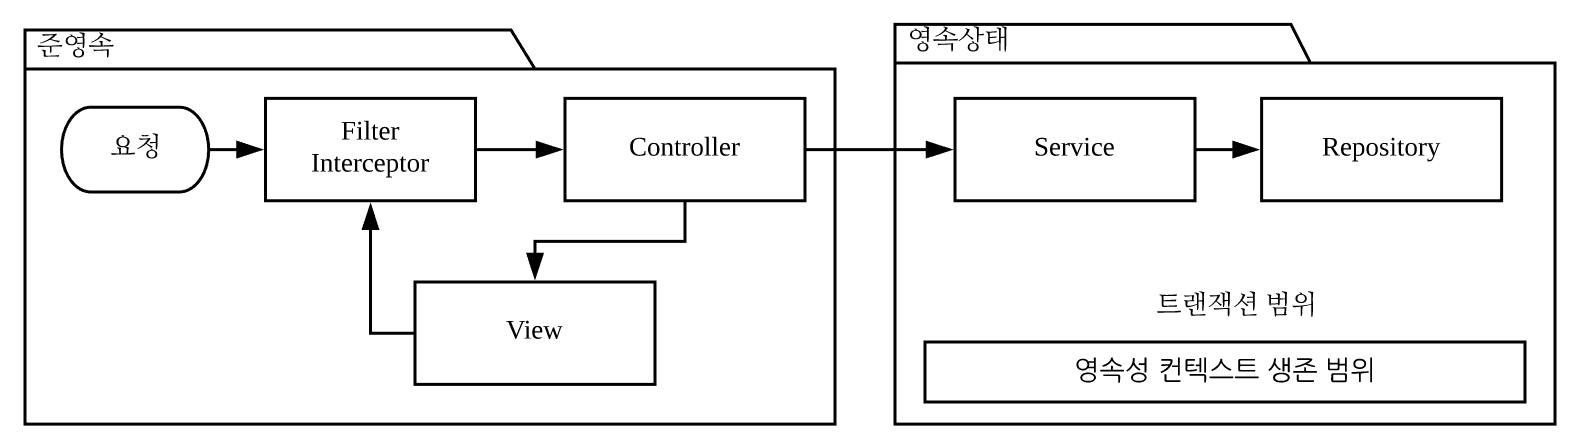 준영속
요청
Filter
Interceptor
Controller
View
영속상태
Service
Repository
트랜잭션 범위
영속성 컨텍스트 생존 범위